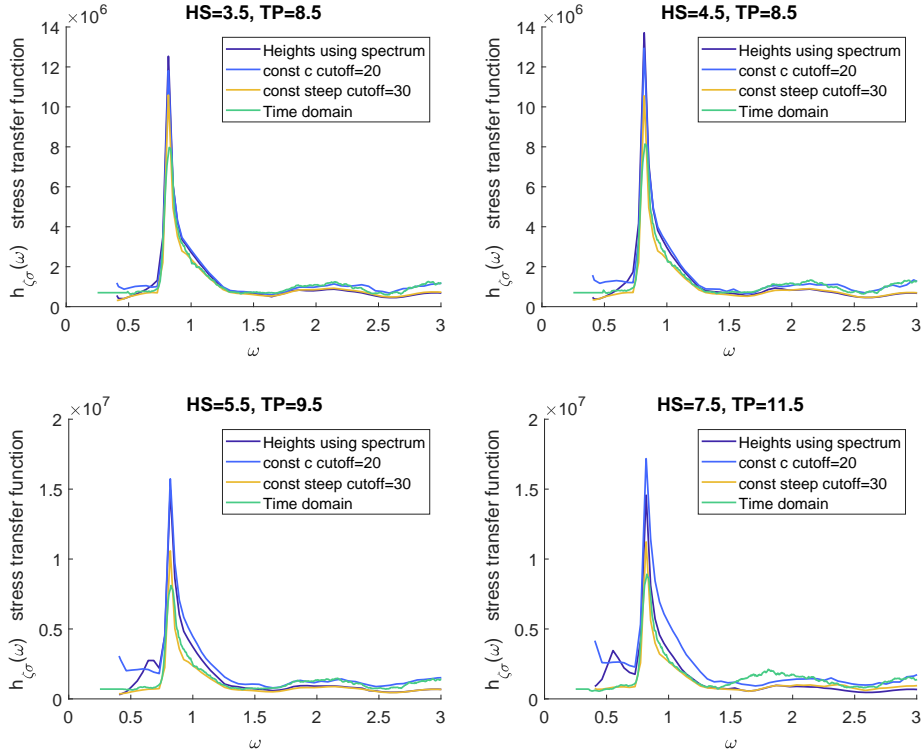 HS=3.5, TP=8.5
×10⁶
14
12
10
8
6
4
2
0
h_ζσ(ω) stress transfer function
Heights using spectrum
const c cutoff=20
const steep cutoff=30
Time domain
0 0.5 1 1.5 2 2.5 3
ω
HS=4.5, TP=8.5
×10⁶
14
12
10
8
6
4
2
0
h_ζσ(ω) stress transfer function
Heights using spectrum
const c cutoff=20
const steep cutoff=30
Time domain
0 0.5 1 1.5 2 2.5 3
ω
HS=5.5, TP=9.5
×10⁷
2
1.5
1
0.5
0
h_ζσ(ω) stress transfer function
Heights using spectrum
const c cutoff=20
const steep cutoff=30
Time domain
0 0.5 1 1.5 2 2.5 3
ω
HS=7.5, TP=11.5
×10⁷
2
1.5
1
0.5
0
h_ζσ(ω) stress transfer function
Heights using spectrum
const c cutoff=20
const steep cutoff=30
Time domain
0 0.5 1 1.5 2 2.5 3
ω